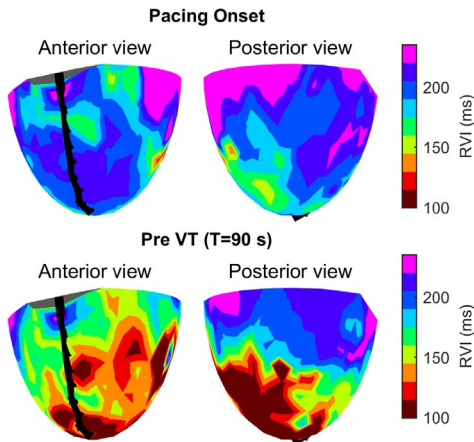 Pacing Onset
Anterior view Posterior view
200
150
100
RVI (ms)
Pre VT (T=90 s)
Anterior view Posterior view
200
150
100
RVI (ms)